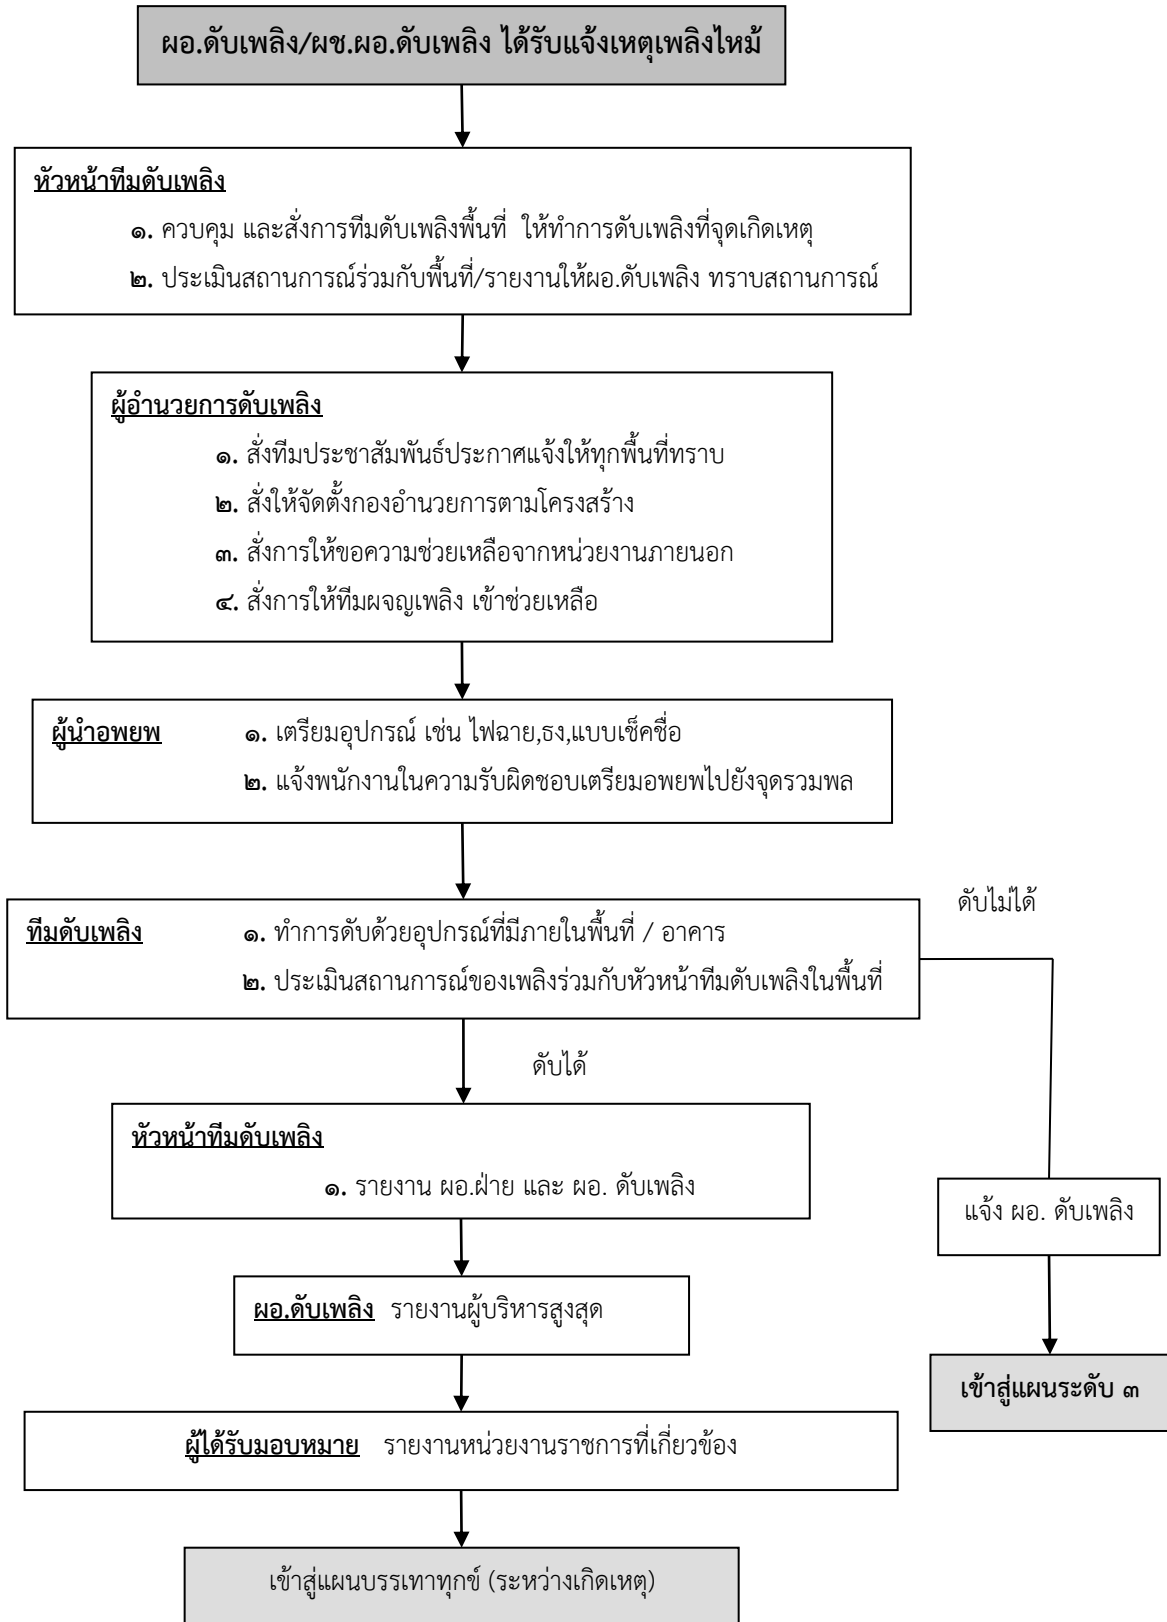 ผอ.ดับเพลิง/ผช.ผอ.ดับเพลิง ได้รับแจ้งเหตุเพลิงไหม้
หัวหน้าทีมดับเพลิง
๑. ควบคุม และสั่งการทีมดับเพลิงพื้นที่ ให้ทำการดับเพลิงที่จุดเกิดเหตุ
๒. ประเมินสถานการณ์ร่วมกับพื้นที่/รายงานให้ผอ.ดับเพลิง ทราบสถานการณ์
ผู้อำนวยการดับเพลิง
๑. สั่งทีมประชาสัมพันธ์ประกาศแจ้งให้ทุกพื้นที่ทราบ
๒. สั่งให้จัดตั้งกองอำนวยการตามโครงสร้าง
๓. สั่งการให้ขอความช่วยเหลือจากหน่วยงานภายนอก
๔. สั่งการให้ทีมผจญเพลิง เข้าช่วยเหลือ
ผู้นำอพยพ ๑. เตรียมอุปกรณ์ เช่น ไฟฉาย,ธง,แบบเช็คชื่อ
๒. แจ้งพนักงานในความรับผิดชอบเตรียมอพยพไปยังจุดรวมพล
ดับไม่ได้
ทีมดับเพลิง ๑. ทำการดับด้วยอุปกรณ์ที่มีภายในพื้นที่ / อาคาร
๒. ประเมินสถานการณ์ของเพลิงร่วมกับหัวหน้าทีมดับเพลิงในพื้นที่
ดับได้
หัวหน้าทีมดับเพลิง
๑. รายงาน ผอ.ฝ่าย และ ผอ. ดับเพลิง
แจ้ง ผอ. ดับเพลิง
ผอ.ดับเพลิง รายงานผู้บริหารสูงสุด
เข้าสู่แผนระดับ ๓
ผู้ได้รับมอบหมาย รายงานหน่วยงานราชการที่เกี่ยวข้อง
เข้าสู่แผนบรรเทาทุกข์ (ระหว่างเกิดเหตุ)